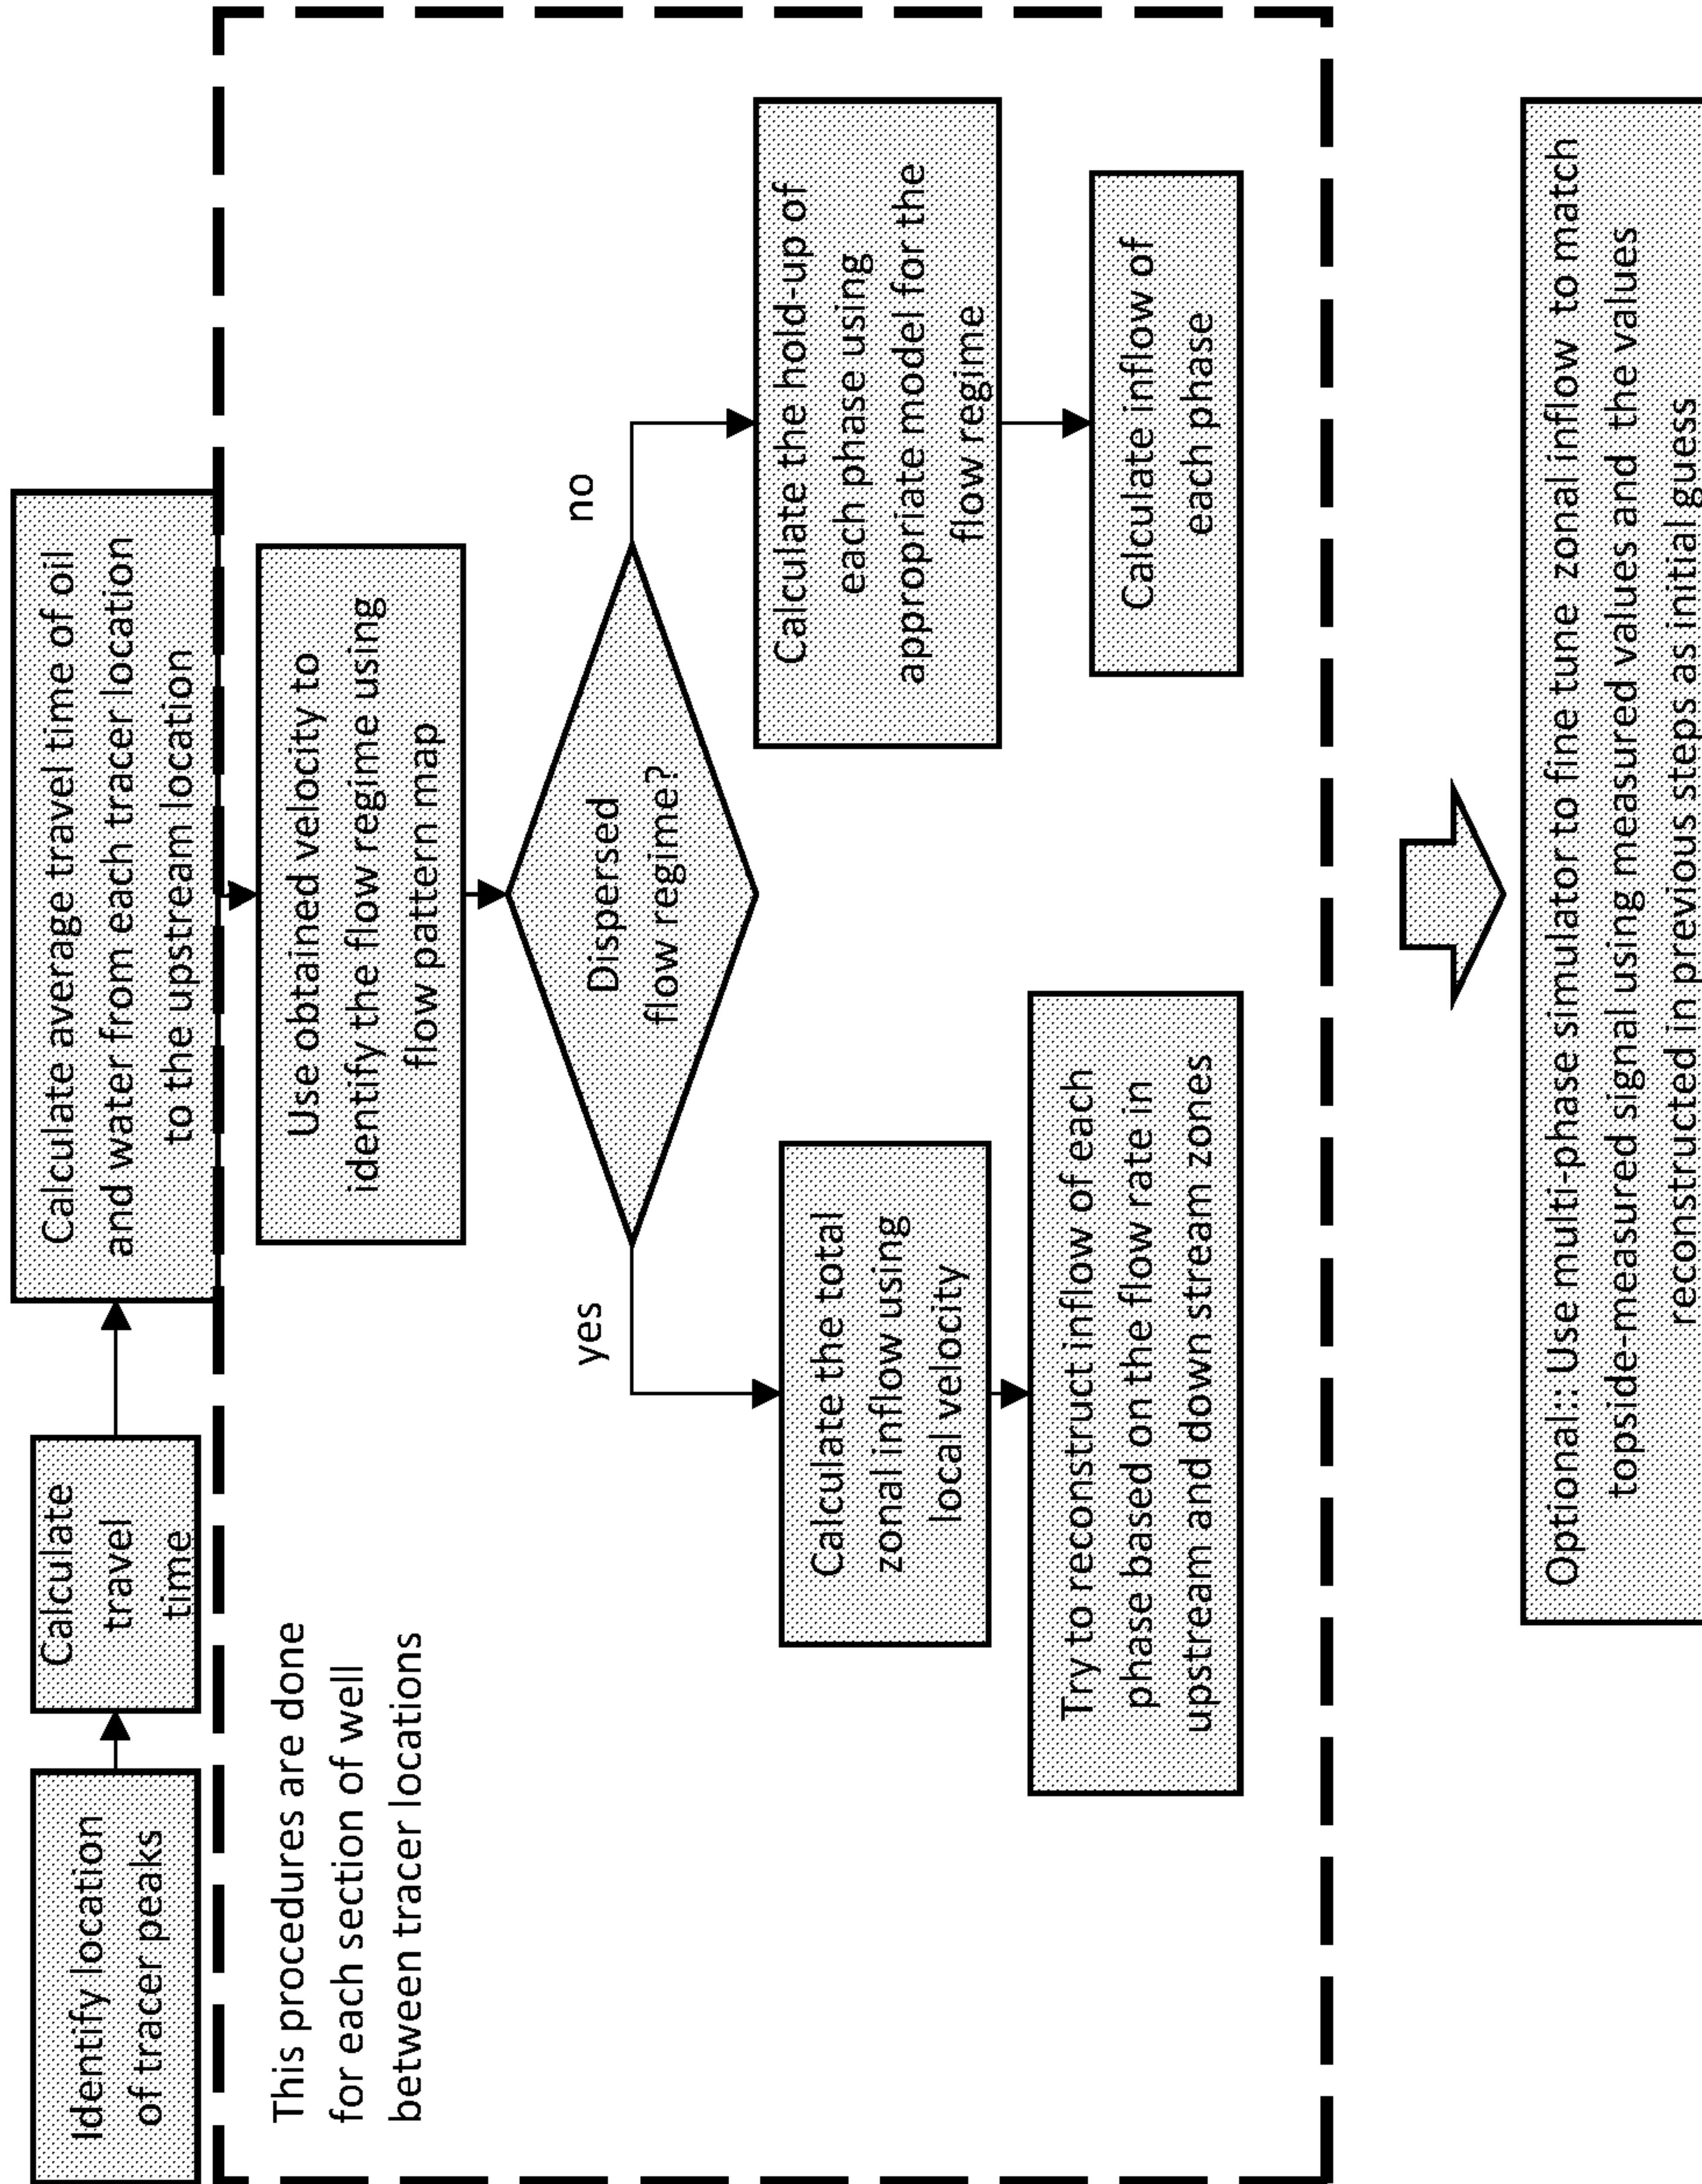 Identify location
of tracer peaks
Calculate
travel
time
Calculate average travel time of oil
and water from each tracer location
to the upstream location
This procedures are done
for each section of well
between tracer locations
Use obtained velocity to
identify the flow regime using
flow pattern map
Dispersed
flow regime?
yes
no
Calculate the total
zonal inflow using
local velocity
Try to reconstruct inflow of each
phase based on the flow rate in
upstream and down stream zones
Calculate the hold-up of
each phase using
appropriate model for the
flow regime
Calculate inflow of
each phase
Optional:: Use multi-phase simulator to fine tune zonal inflow to match
topside-measured signal using measured values and the values
reconstructed in previous steps as initial guess